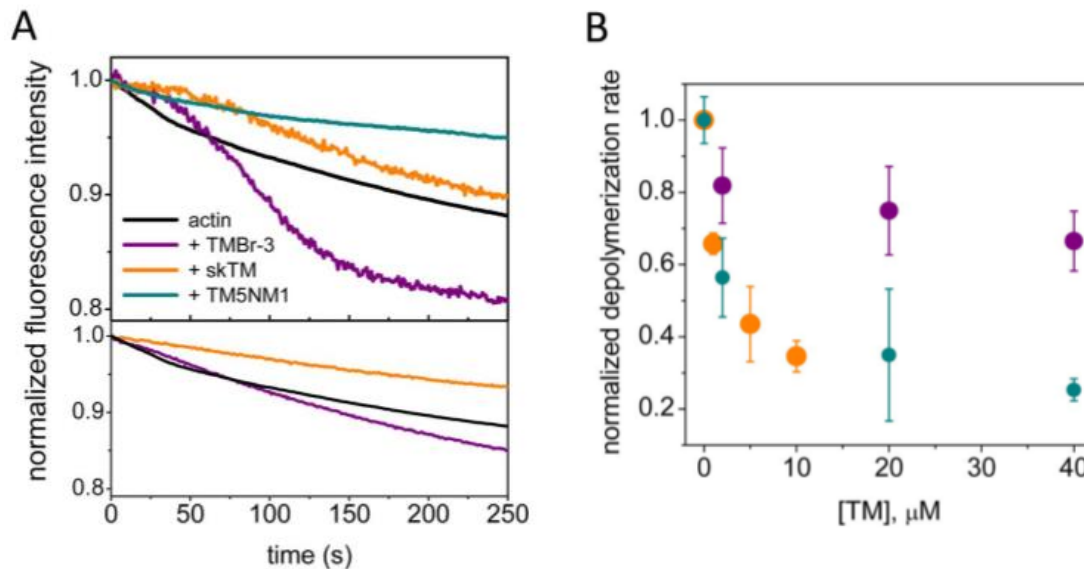 A
normalized fluorescence intensity
1.0
0.9
0.8
actin
+ TMBr-3
+ skTM
+ TM5NM1
1.0
0.9
0.8
0 50 100 150 200 250
time (s)
B
normalized depolymerization rate
1.0
0.8
0.6
0.4
0.2
0 10 20 30 40
[TM], μM